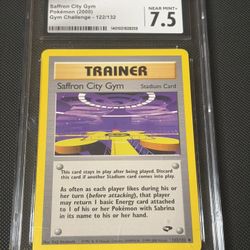 Saffron City Gym
Pokémon (2000)
Gym Challenge - 122/132
NEAR MINT+
7.5
TRAINER
Saffron City Gym
Stadium Card
This card stays in play after being played. Discard
this card if another Stadium card comes into play.
As often as each player likes during his or
her turn (before attacking), that player
may return 1 basic Energy card attached
to 1 of his or her Pokémon with Sabrina
in its name to his or her hand.